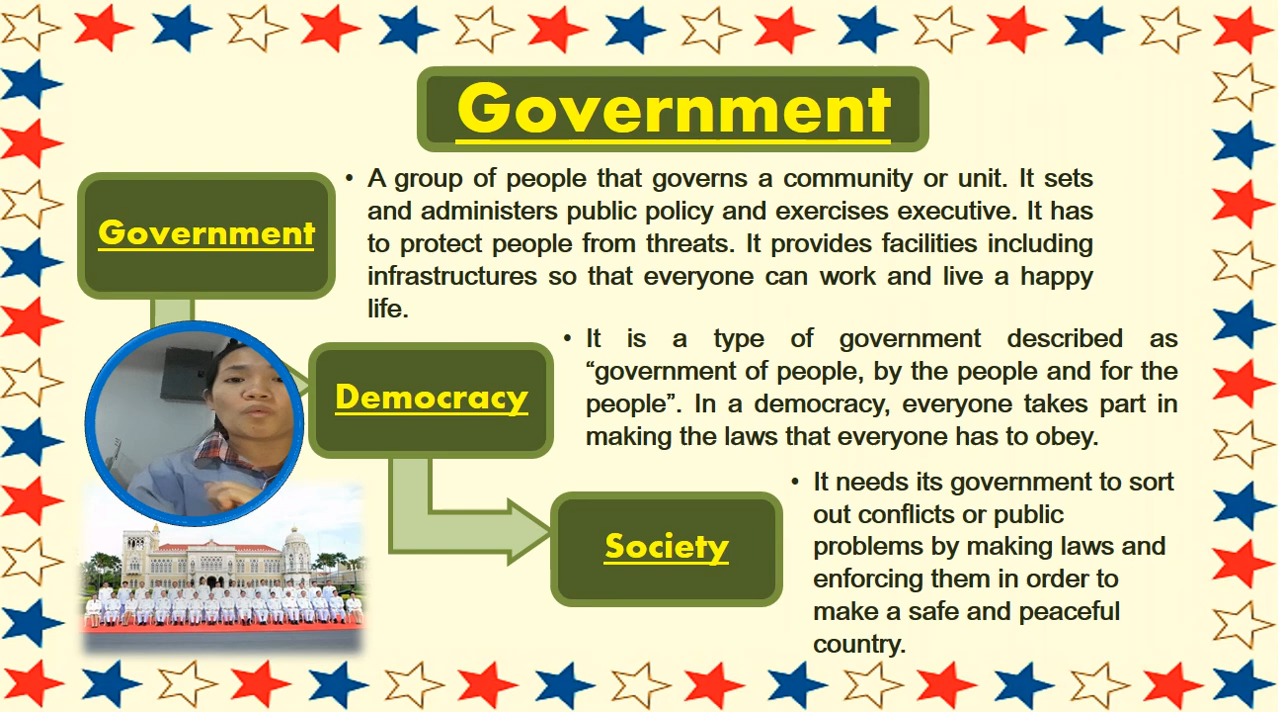 Government
Government
• A group of people that governs a community or unit. It sets
and administers public policy and exercises executive. It has
to protect people from threats. It provides facilities including
infrastructures so that everyone can work and live a happy
life.
Democracy
• It is a type of government described as
“government of people, by the people and for the
people”. In a democracy, everyone takes part in
making the laws that everyone has to obey.
Society
• It needs its government to sort
out conflicts or public
problems by making laws and
enforcing them in order to
make a safe and peaceful
country.